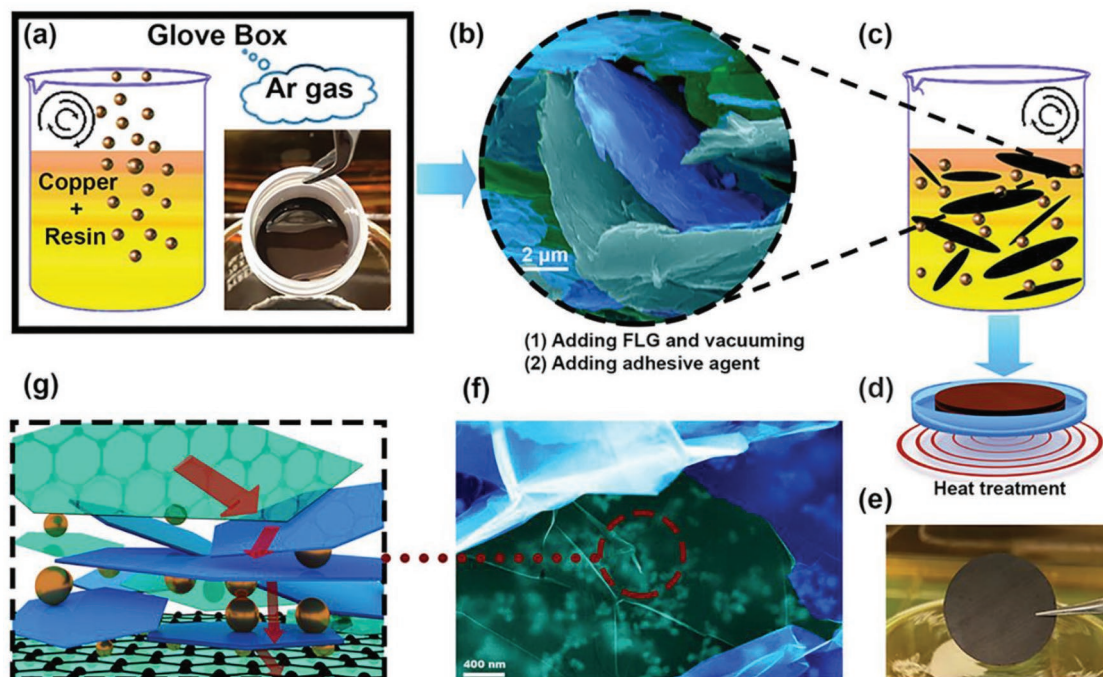 (a)
Glove Box
Ar gas
Copper
+
Resin
(b)
2 μm
(1) Adding FLG and vacuuming
(2) Adding adhesive agent
(c)
(d)
Heat treatment
(e)
(f)
400 nm
(g)